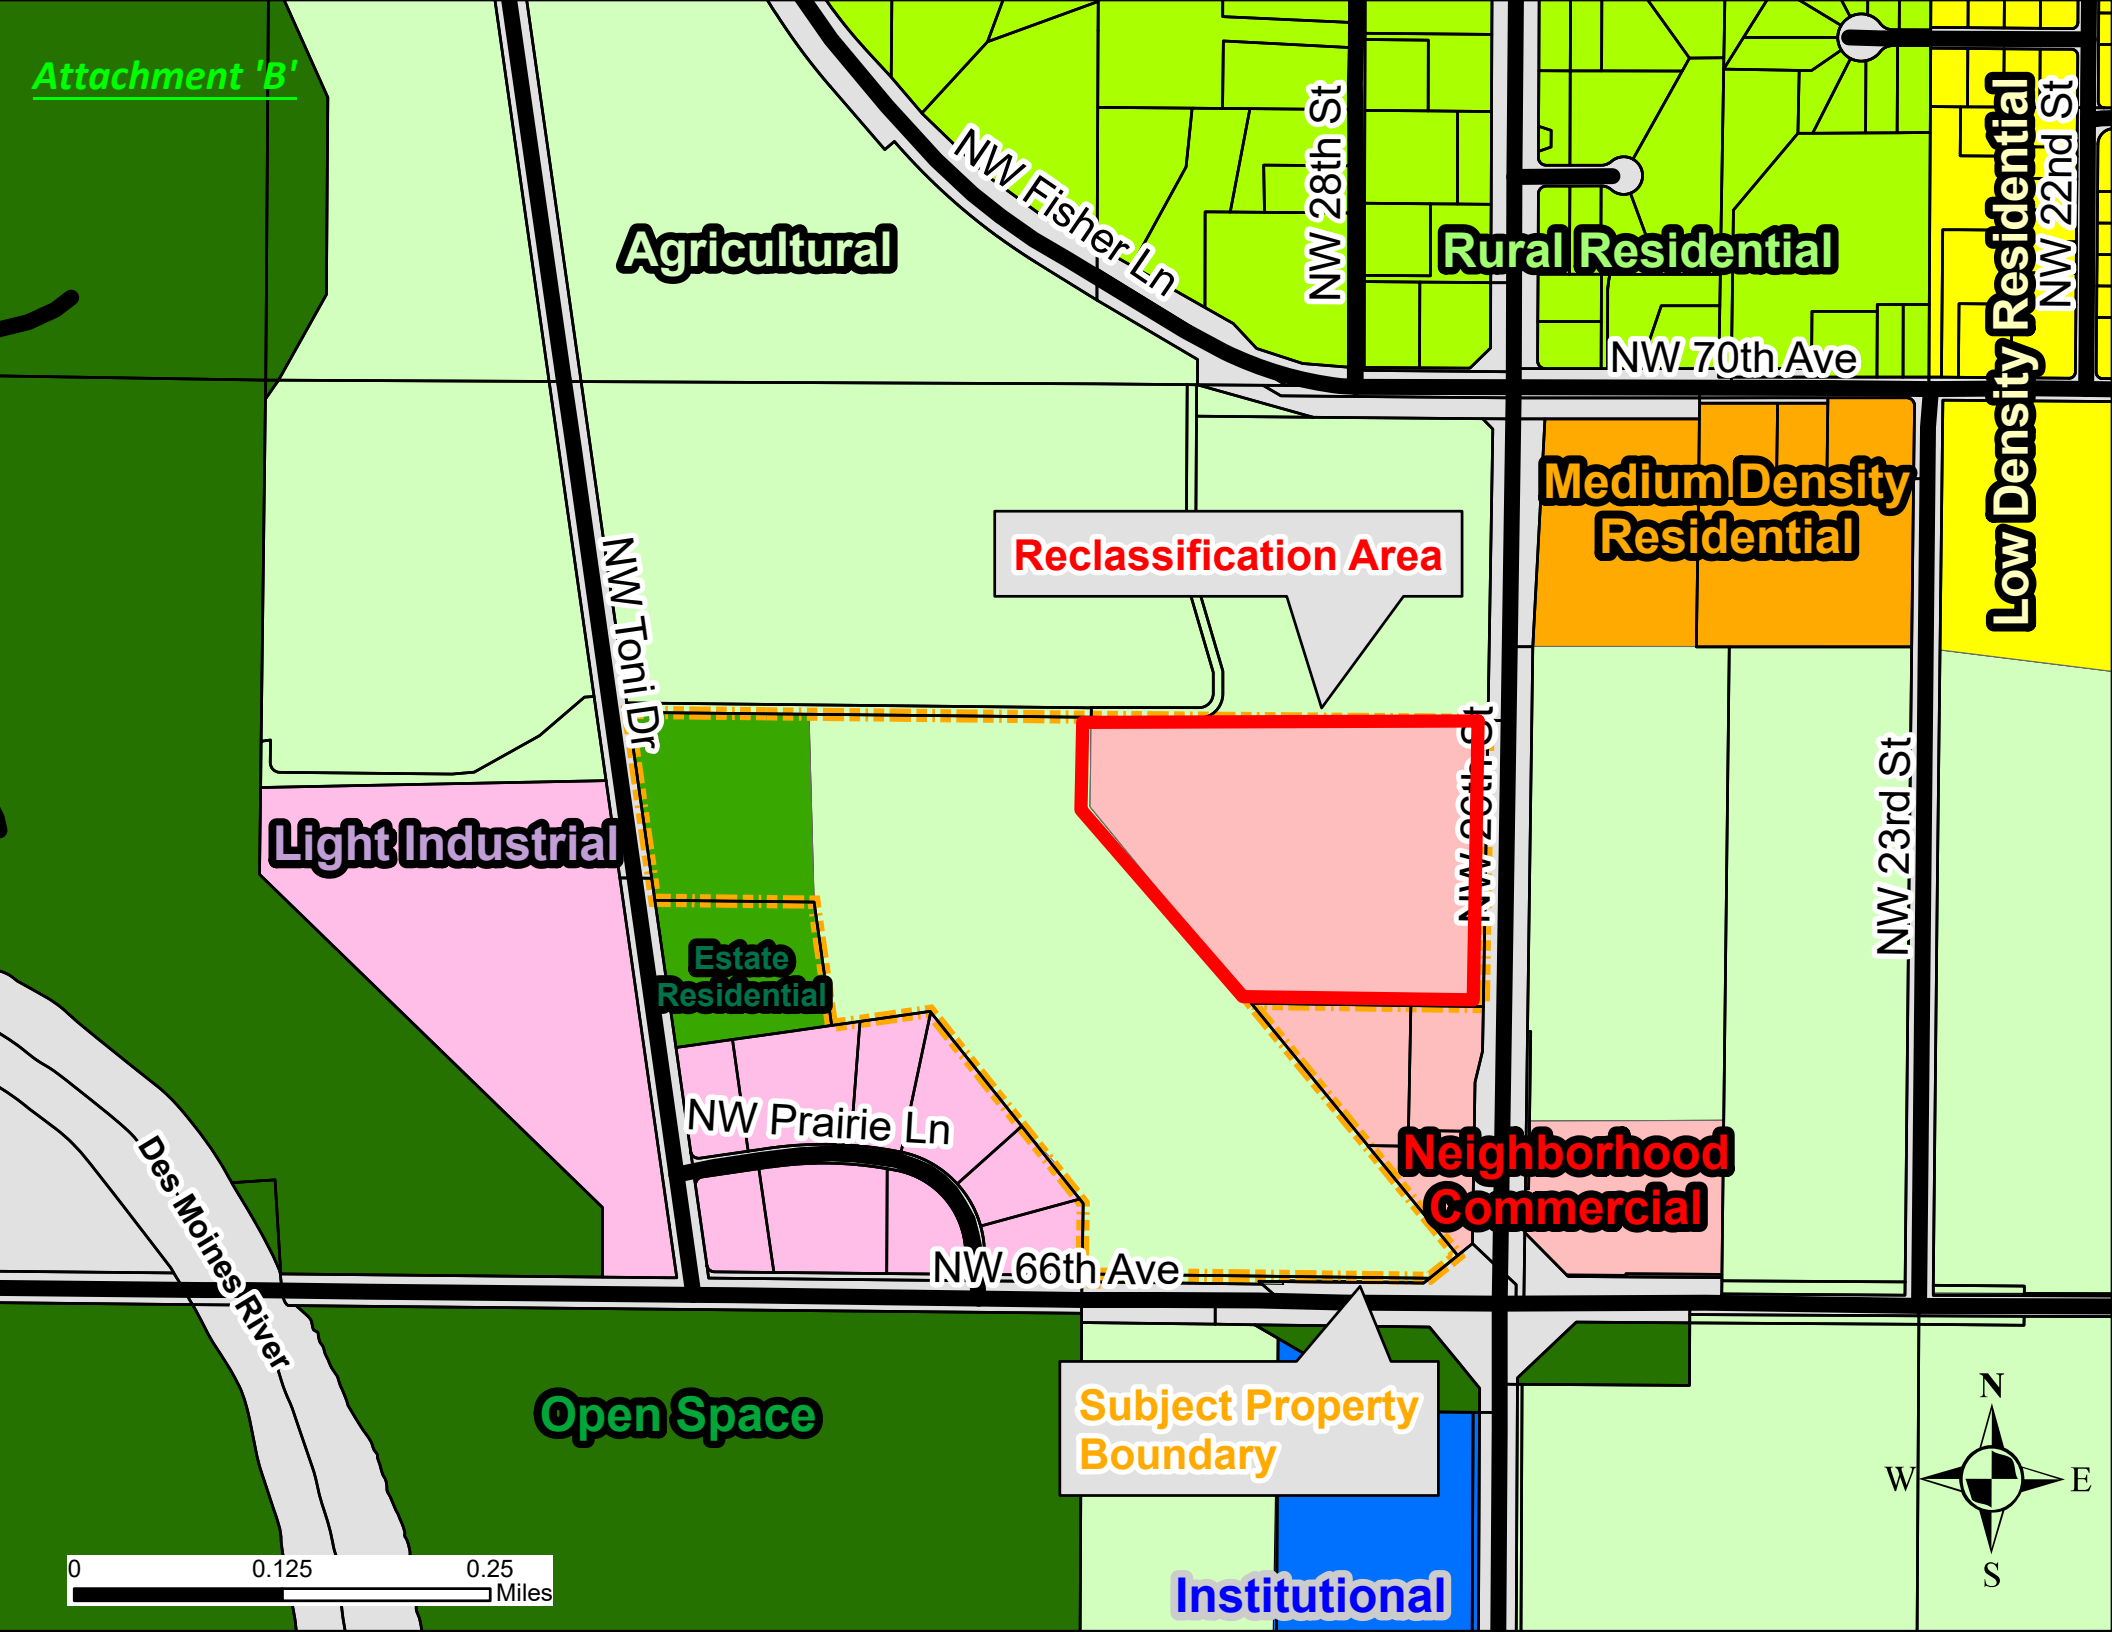 Attachment 'B'
Agricultural
NW Fisher Ln
NW 28th St
Rural Residential
Low Density Residential
NW 22nd St
NW 70th Ave
Medium Density
Residential
Reclassification Area
NW Toni Dr
NW 26th St
NW 23rd St
Light Industrial
Estate
Residential
NW Prairie Ln
Neighborhood
Commercial
NW 66th Ave
Des Moines River
Open Space
Subject Property
Boundary
Institutional
N
W
E
S
0
0.125
0.25
Miles